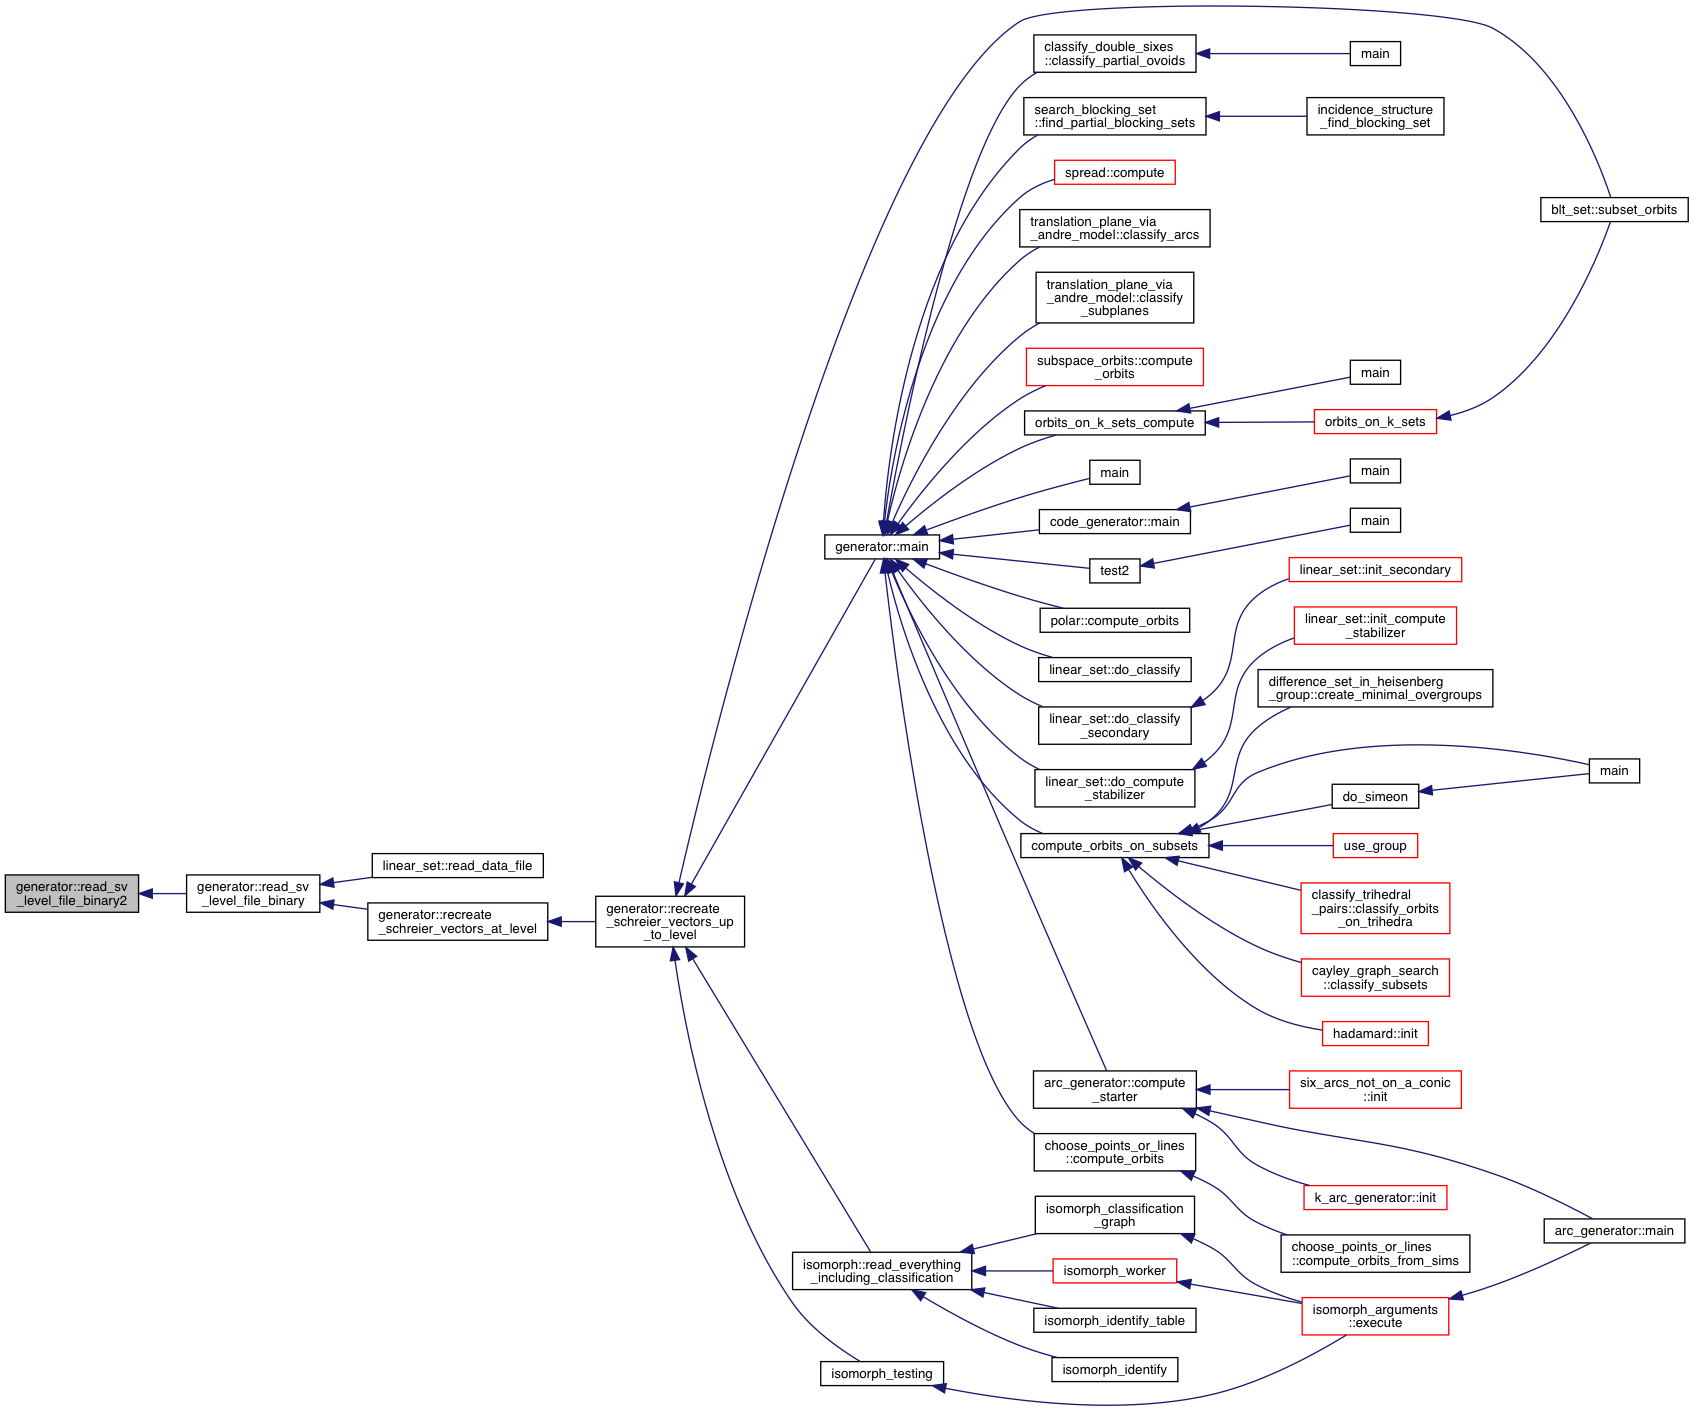 generator::read_sv
_level_file_binary2
generator::read_sv
_level_file_binary
linear_set::read_data_file
generator::recreate
_schreier_vectors_at_level
generator::recreate
_schreier_vectors_up
_to_level
generator::main
classify_double_sixes
::classify_partial_ovoids
main
search_blocking_set
::find_partial_blocking_sets
incidence_structure
_find_blocking_set
spread::compute
translation_plane_via
_andre_model::classify_arcs
translation_plane_via
_andre_model::classify
_subplanes
subspace_orbits::compute
_orbits
orbits_on_k_sets_compute
main
orbits_on_k_sets
blt_set::subset_orbits
main
code_generator::main
main
test2
main
polar::compute_orbits
linear_set::do_classify
linear_set::do_classify
_secondary
linear_set::init_secondary
linear_set::do_compute
_stabilizer
linear_set::init_compute
_stabilizer
compute_orbits_on_subsets
difference_set_in_heisenberg
_group::create_minimal_overgroups
main
do_simeon
use_group
classify_trihedral
_pairs::classify_orbits
_on_trihedra
cayley_graph_search
::classify_subsets
hadamard::init
arc_generator::compute
_starter
six_arcs_not_on_a_conic
::init
k_arc_generator::init
arc_generator::main
choose_points_or_lines
::compute_orbits
choose_points_or_lines
::compute_orbits_from_sims
isomorph::read_everything
_including_classification
isomorph_classification
_graph
isomorph_worker
isomorph_identify_table
isomorph_identify
isomorph_arguments
::execute
isomorph_testing